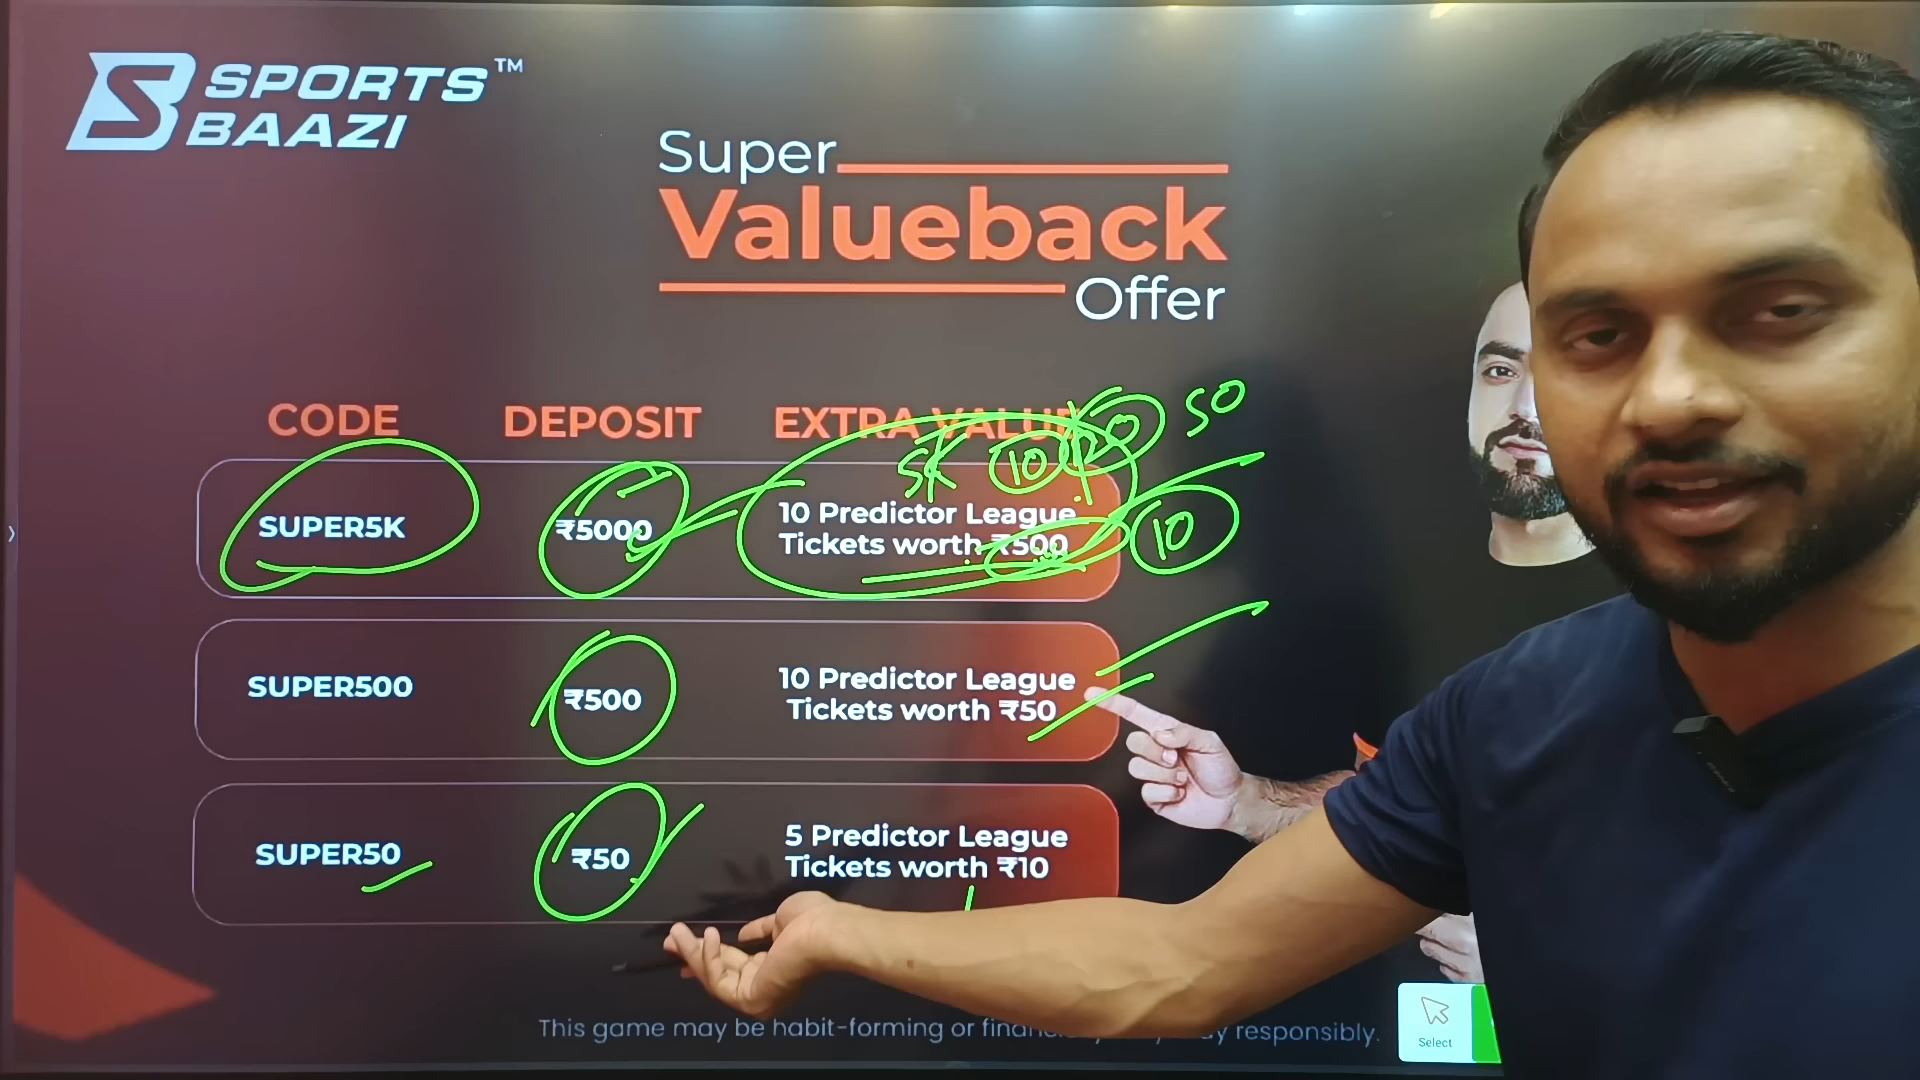 SPORTS™
BAAZI
Super
Valueback
Offer
CODE DEPOSIT EXTRA VALUE
5K 10 50
SUPER5K ₹5000 10 Predictor League
Tickets worth ₹500
10
SUPER500 ₹500 10 Predictor League
Tickets worth ₹50
SUPER50 ₹50 5 Predictor League
Tickets worth ₹10
This game may be habit-forming or responsibly.
Select